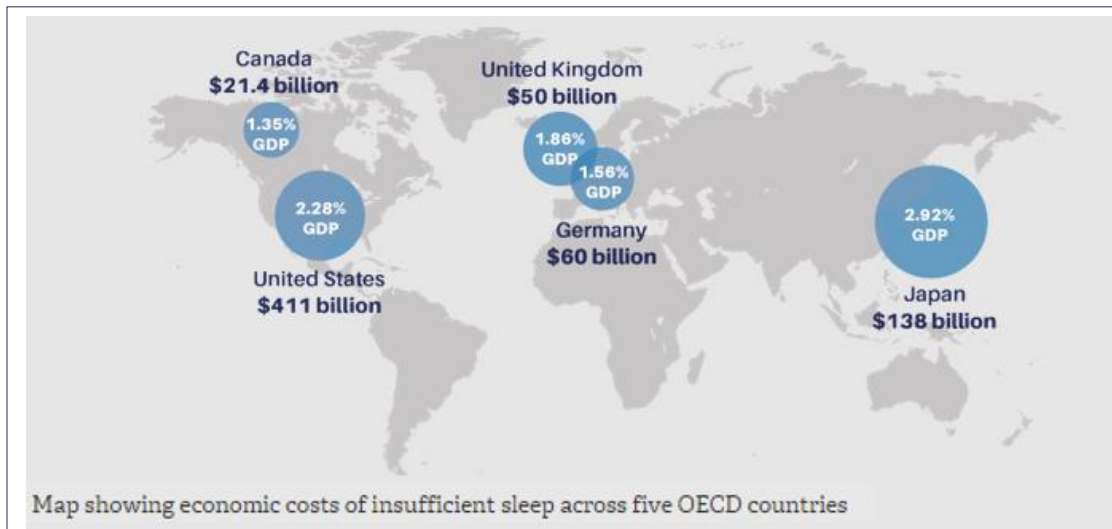 Canada
$21.4 billion
1.35%
GDP
United Kingdom
$50 billion
1.86%
GDP
1.56%
GDP
Germany
$60 billion
2.28%
GDP
United States
$411 billion
2.92%
GDP
Japan
$138 billion
Map showing economic costs of insufficient sleep across five OECD countries